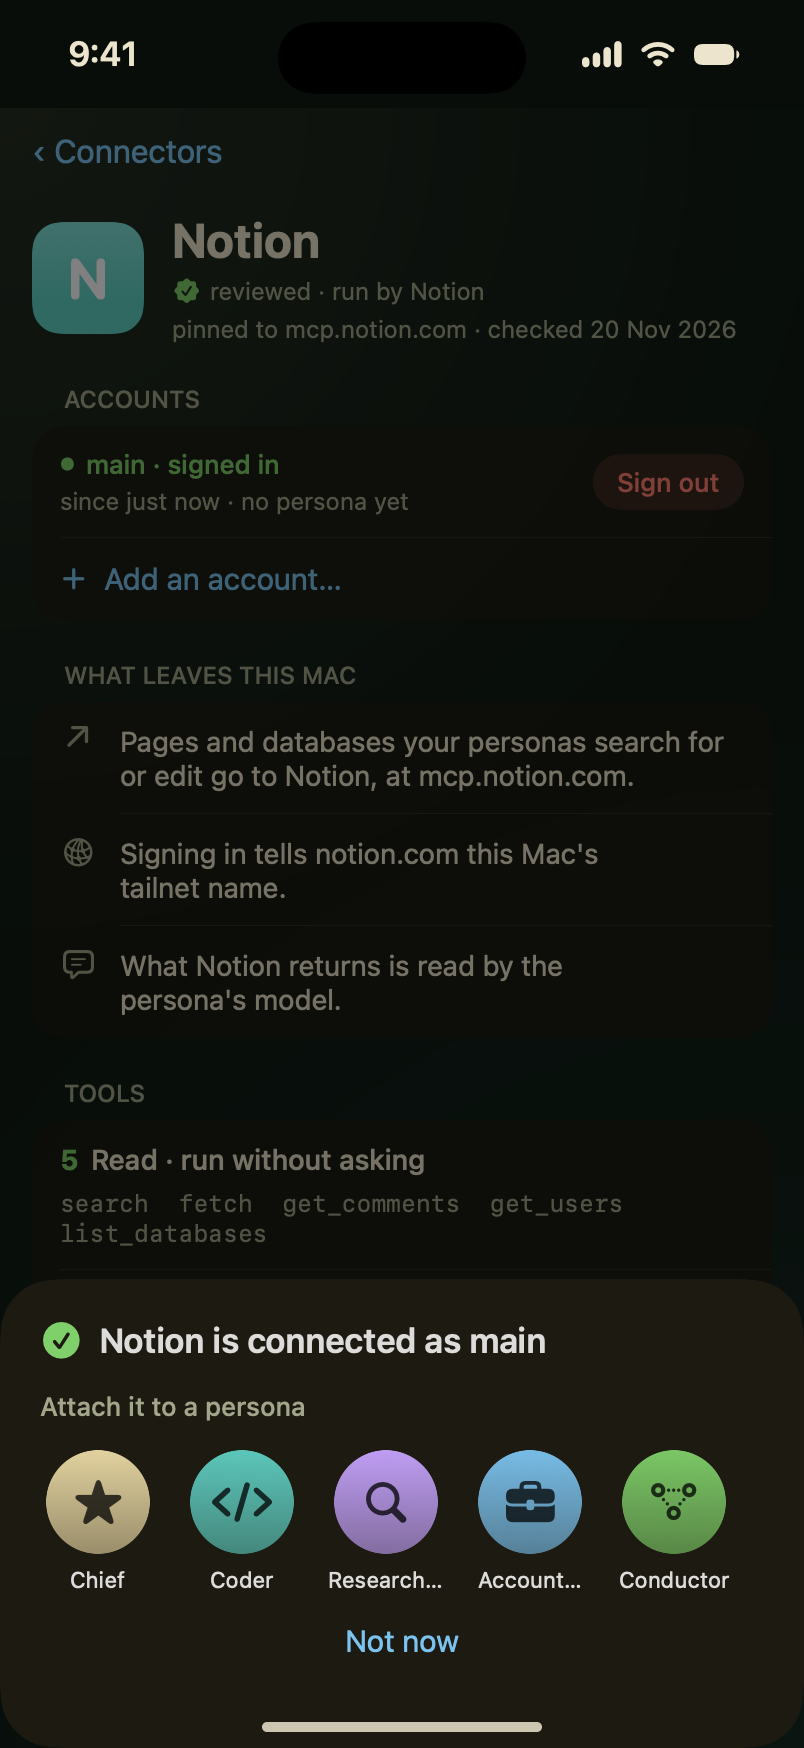 9:41
‹ Connectors
N
Notion
reviewed · run by Notion
pinned to mcp.notion.com · checked 20 Nov 2026
ACCOUNTS
main · signed in
since just now · no persona yet
Sign out
+ Add an account...
WHAT LEAVES THIS MAC
Pages and databases your personas search for
or edit go to Notion, at mcp.notion.com.
Signing in tells notion.com this Mac's
tailnet name.
What Notion returns is read by the
persona's model.
TOOLS
5 Read · run without asking
search fetch get_comments get_users
list_databases
Notion is connected as main
Attach it to a persona
Chief
Coder
Research...
Account...
Conductor
Not now